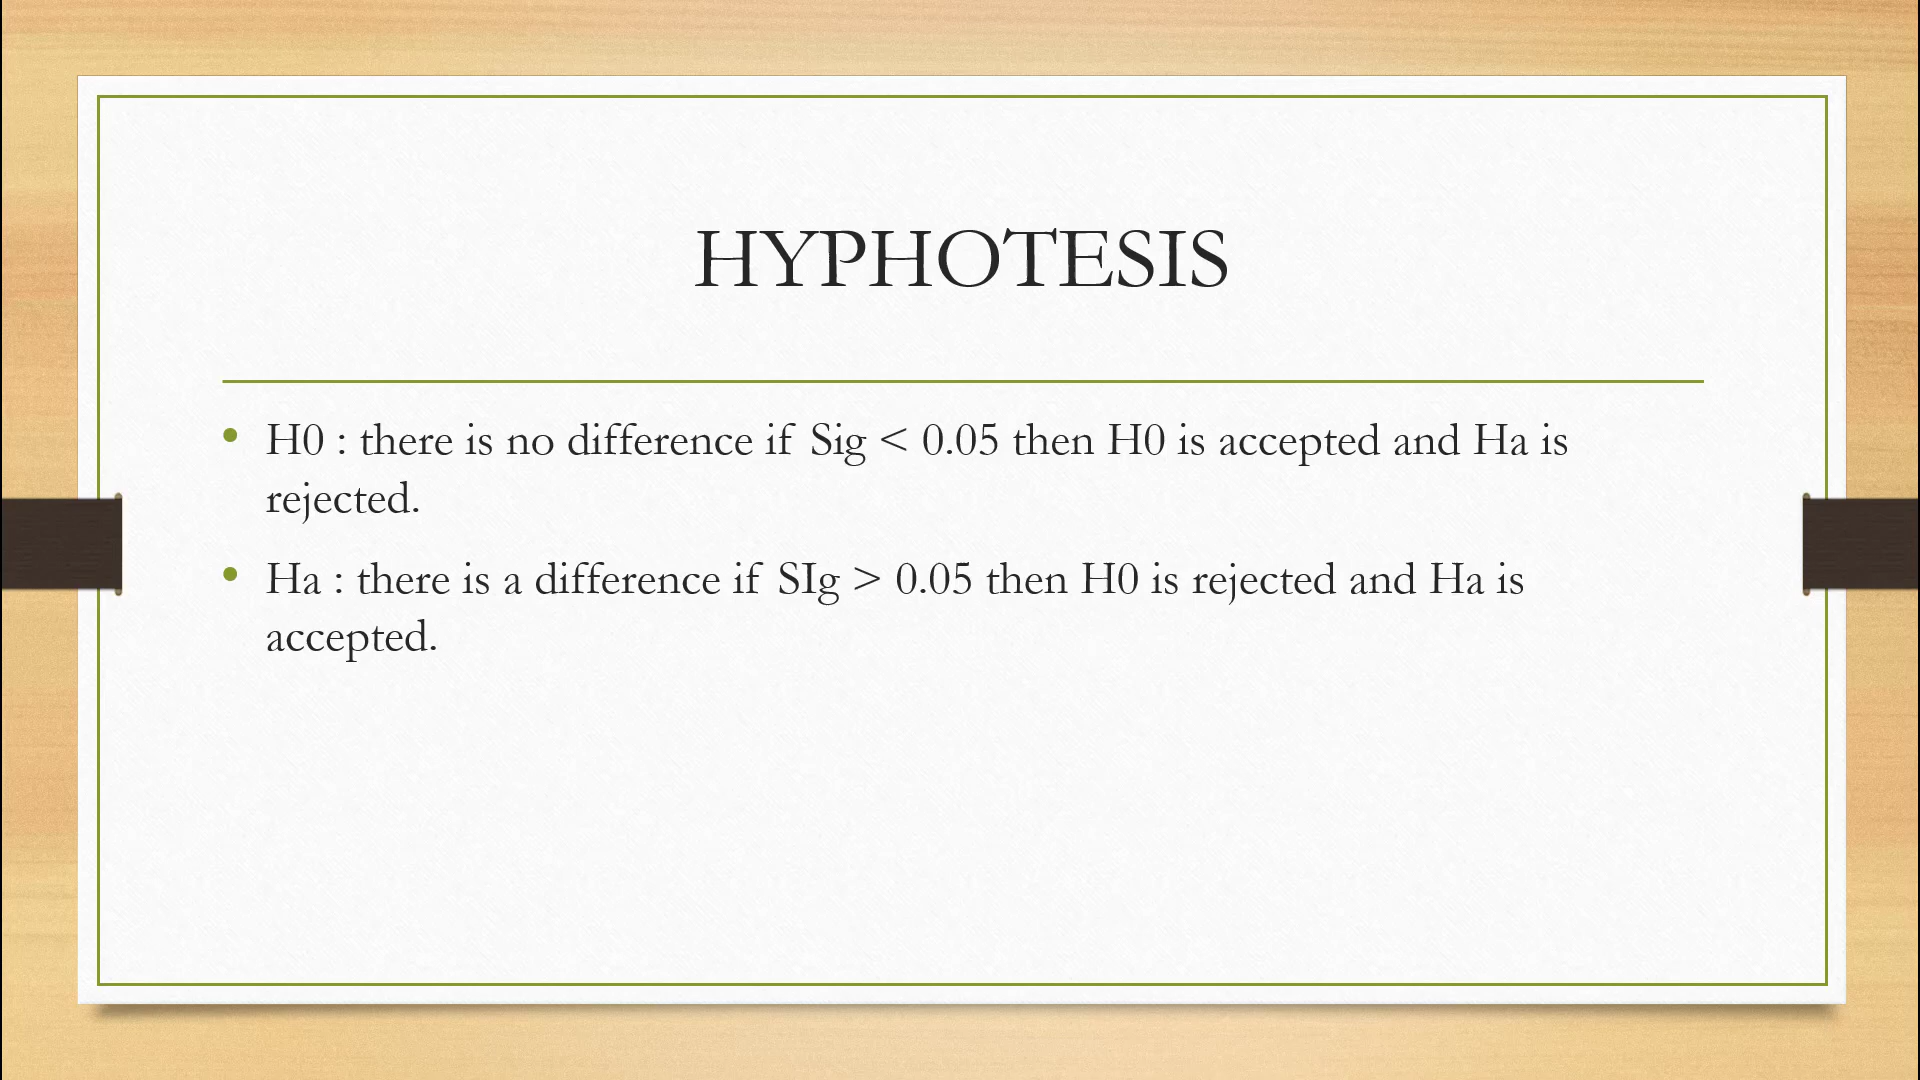 HYPHOTESIS
• H0 : there is no difference if Sig < 0.05 then H0 is accepted and Ha is
rejected.
• Ha : there is a difference if SIg > 0.05 then H0 is rejected and Ha is
accepted.